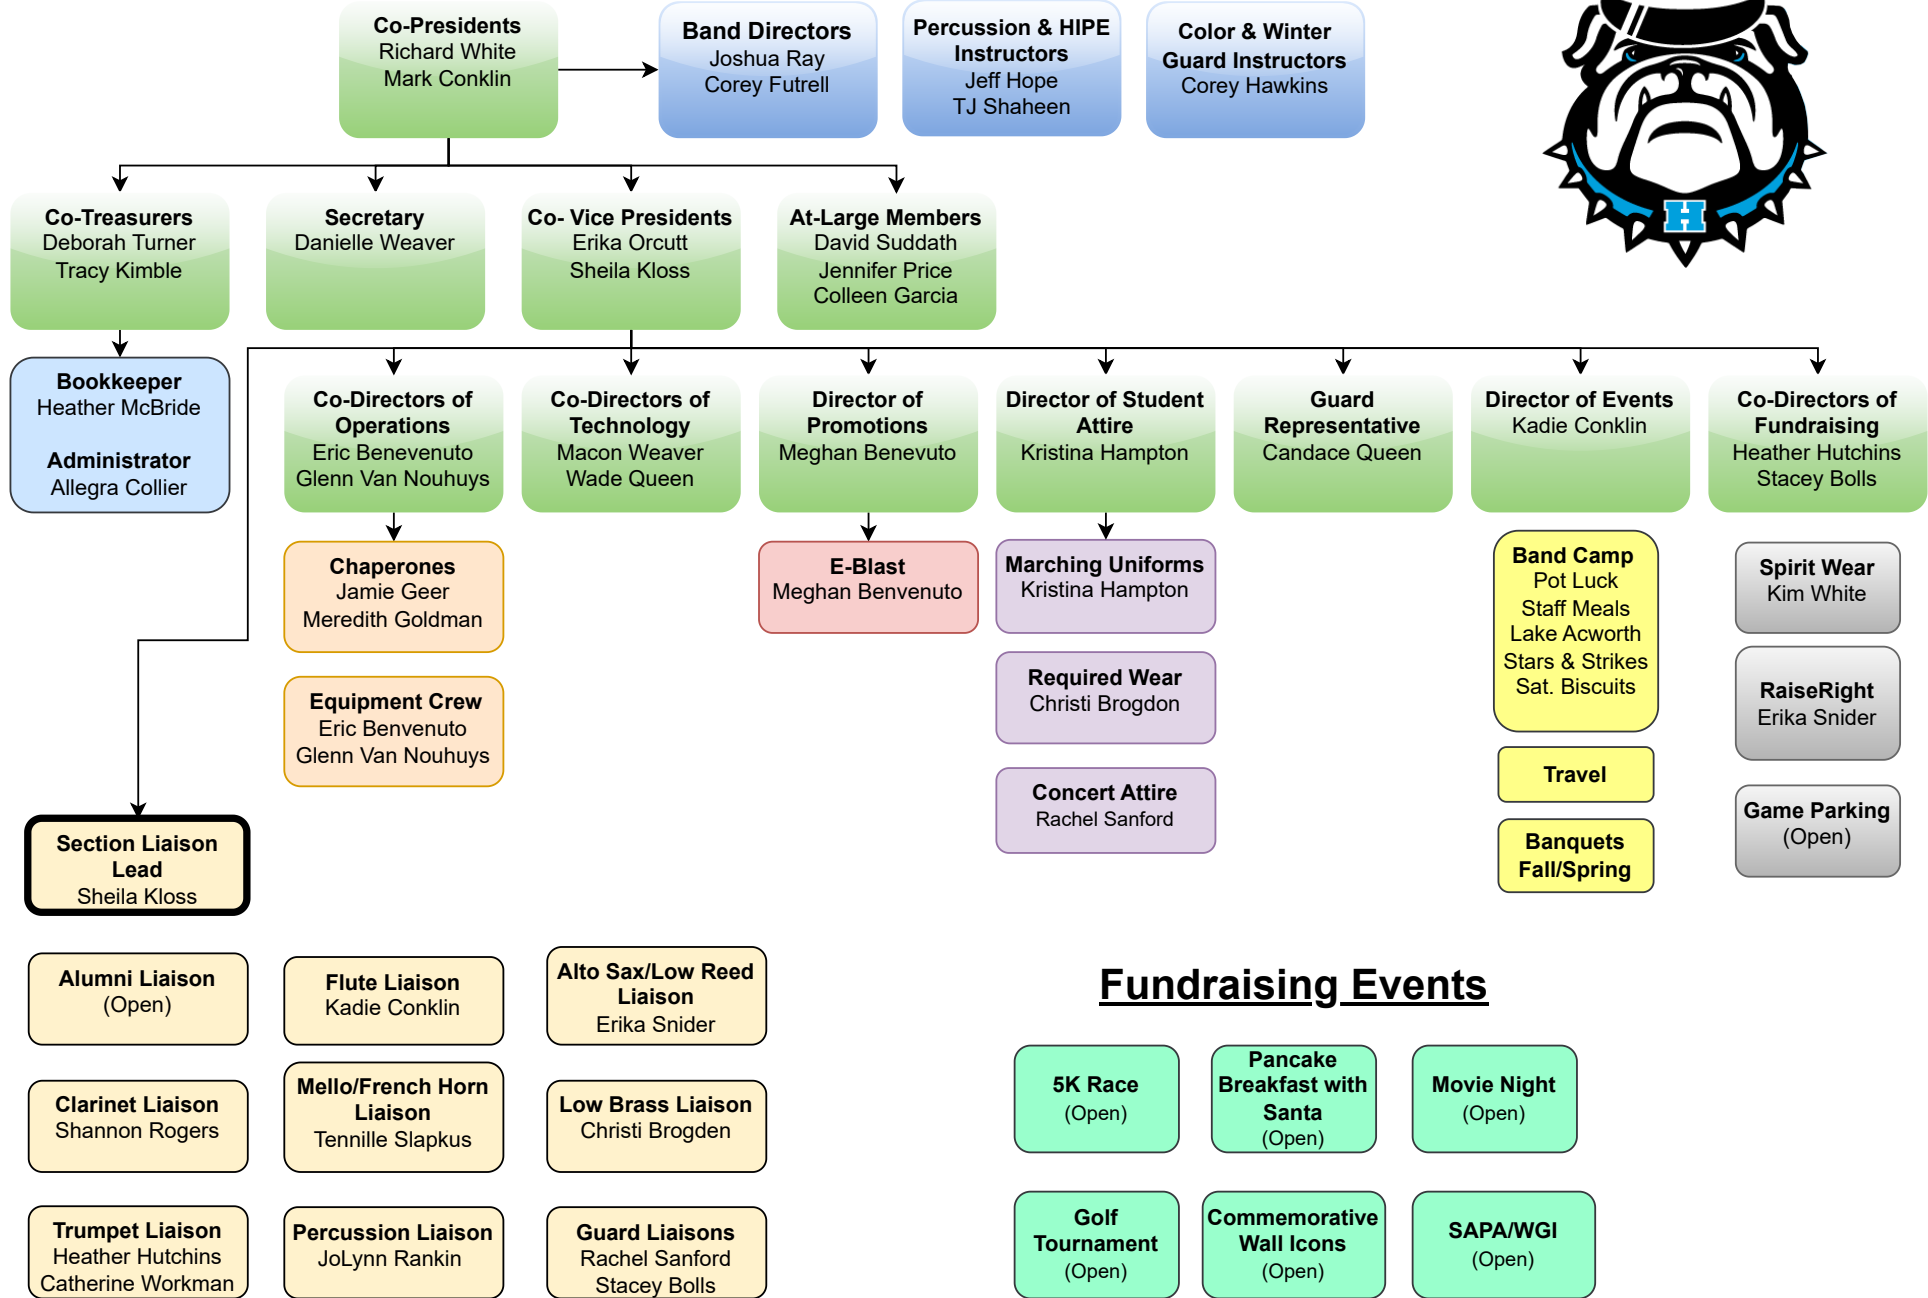 Co-Presidents
Richard White
Mark Conklin
Band Directors
Joshua Ray
Corey Futrell
Percussion & HIPE
Instructors
Jeff Hope
TJ Shaheen
Color & Winter
Guard Instructors
Corey Hawkins
H
Co-Treasurers
Deborah Turner
Tracy Kimble
Secretary
Danielle Weaver
Co- Vice Presidents
Erika Orcutt
Sheila Kloss
At-Large Members
David Suddath
Jennifer Price
Colleen Garcia
Bookkeeper
Heather McBride
Administrator
Allegra Collier
Co-Directors of
Operations
Eric Benevenuto
Glenn Van Nouhuys
Co-Directors of
Technology
Macon Weaver
Wade Queen
Director of
Promotions
Meghan Benevuto
Director of Student
Attire
Kristina Hampton
Guard
Representative
Candace Queen
Director of Events
Kadie Conklin
Co-Directors of
Fundraising
Heather Hutchins
Stacey Bolls
Chaperones
Jamie Geer
Meredith Goldman
Equipment Crew
Eric Benvenuto
Glenn Van Nouhuys
E-Blast
Meghan Benvenuto
Marching Uniforms
Kristina Hampton
Required Wear
Christi Brogdon
Concert Attire
Rachel Sanford
Band Camp
Pot Luck
Staff Meals
Lake Acworth
Stars & Strikes
Sat. Biscuits
Travel
Banquets
Fall/Spring
Spirit Wear
Kim White
RaiseRight
Erika Snider
Game Parking
(Open)
Section Liaison
Lead
Sheila Kloss
Alumni Liaison
(Open)
Flute Liaison
Kadie Conklin
Alto Sax/Low Reed
Liaison
Erika Snider
Clarinet Liaison
Shannon Rogers
Mello/French Horn
Liaison
Tennille Slapkus
Low Brass Liaison
Christi Brogden
Trumpet Liaison
Heather Hutchins
Catherine Workman
Percussion Liaison
JoLynn Rankin
Guard Liaisons
Rachel Sanford
Stacey Bolls
Fundraising Events
5K Race
(Open)
Pancake
Breakfast with
Santa
(Open)
Movie Night
(Open)
Golf
Tournament
(Open)
Commemorative
Wall Icons
(Open)
SAPA/WGI
(Open)